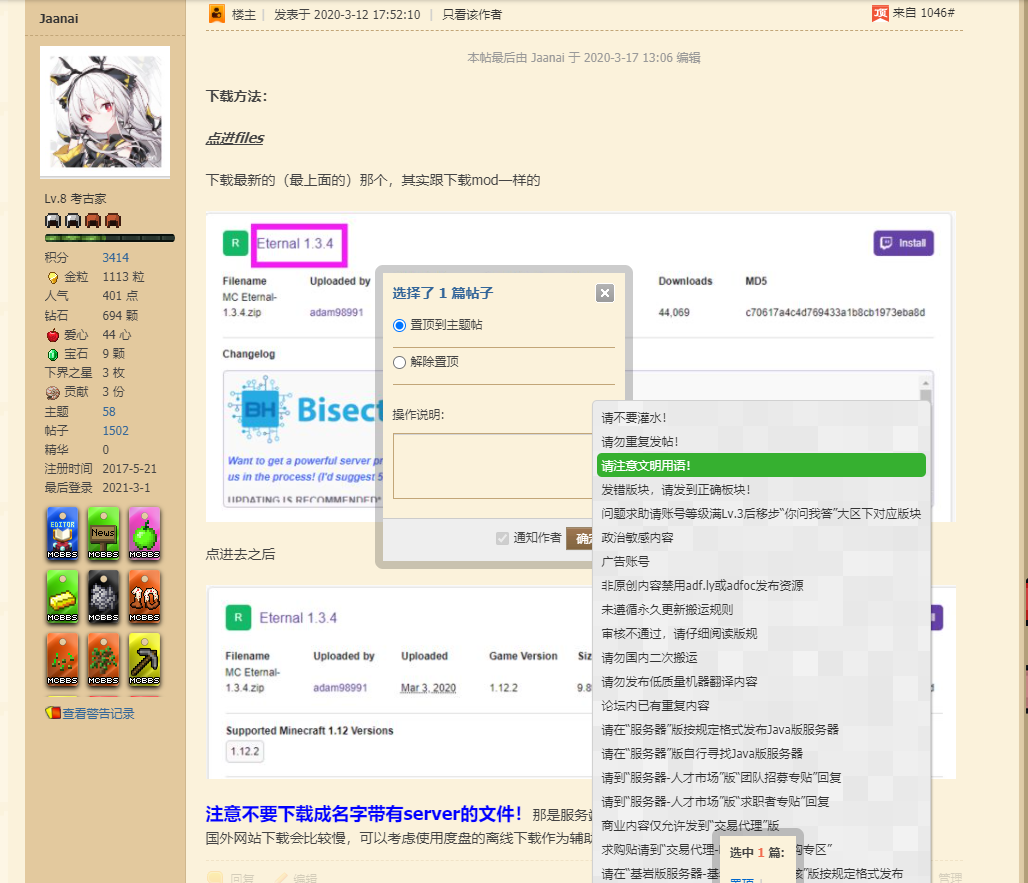 Jaanai
楼主 | 发表于 2020-3-12 17:52:10 | 只看该作者
来自 1046#
本帖最后由 Jaanai 于 2020-3-17 13:06 编辑
下载方法：
点进files
下载最新的（最上面的）那个，其实跟下载mod一样的
Lv.8 考古家
积分 3414
金粒 1113 粒
人气 401 点
钻石 694 颗
爱心 44 心
宝石 9 颗
下界之星 3 枚
贡献 3 份
主题 58
帖子 1502
精华 0
注册时间 2017-5-21
最后登录 2021-3-1
EDITOR
MCBBS
News
MCBBS
MCBBS
MCBBS
MCBBS
10
MCBBS
MCBBS
MCBBS
MCBBS
查看警告记录
R Eternal 1.3.4
Install
Filename Uploaded by
Downloads MD5
MC Eternal-
1.3.4.zip
adam98991
44,069 c70617a4c4d769433a1b8cb1973eba8d
Changelog
BH Bisect
Want to get a powerful server
us in the process! (I'd suggest
UPDATING IS RECOMMENDED*
选择了 1 篇帖子
置顶到主题帖
解除置顶
操作说明:
通知作者
请不要灌水！
请勿重复发帖！
请注意文明用语！
发错版块，请发到正确板块！
问题求助请账号等级满Lv.3后移步“你问我答”大区下对应版块
政治敏感内容
广告账号
非原创内容禁用adf.ly或adfoc发布资源
未遵循永久更新搬运规则
审核不通过，请仔细阅读版规
请勿国内二次搬运
请勿发布低质量机器翻译内容
论坛内已有重复内容
请在“服务器”版按规定格式发布Java版服务器
请在“服务器”版自行寻找Java版服务器
请到“服务器-人才市场”版“团队招募专贴”回复
请到“服务器-人才市场”版“求职者专贴”回复
商业内容仅允许发到“交易代理”版
求购贴请到“交易代理-
专区”
请在“基岩版服务器-基
”版按规定格式发布
选中 1 篇:
点进去之后
R Eternal 1.3.4
Filename Uploaded by Uploaded Game Version
MC Eternal-
1.3.4.zip
adam98991 Mar 3, 2020 1.12.2
Supported Minecraft 1.12 Versions
1.12.2
注意不要下载成名字带有server的文件！那是服务
国外网站下载会比较慢，可以考虑使用度盘的离线下载作为辅助
回复 编辑
管理